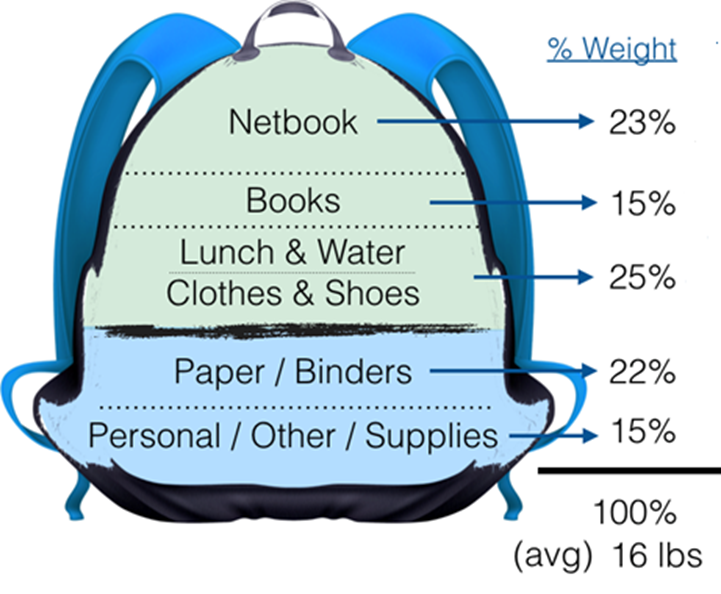 % Weight
Netbook 23%
Books 15%
Lunch & Water
Clothes & Shoes 25%
Paper / Binders 22%
Personal / Other / Supplies 15%
100%
(avg) 16 lbs